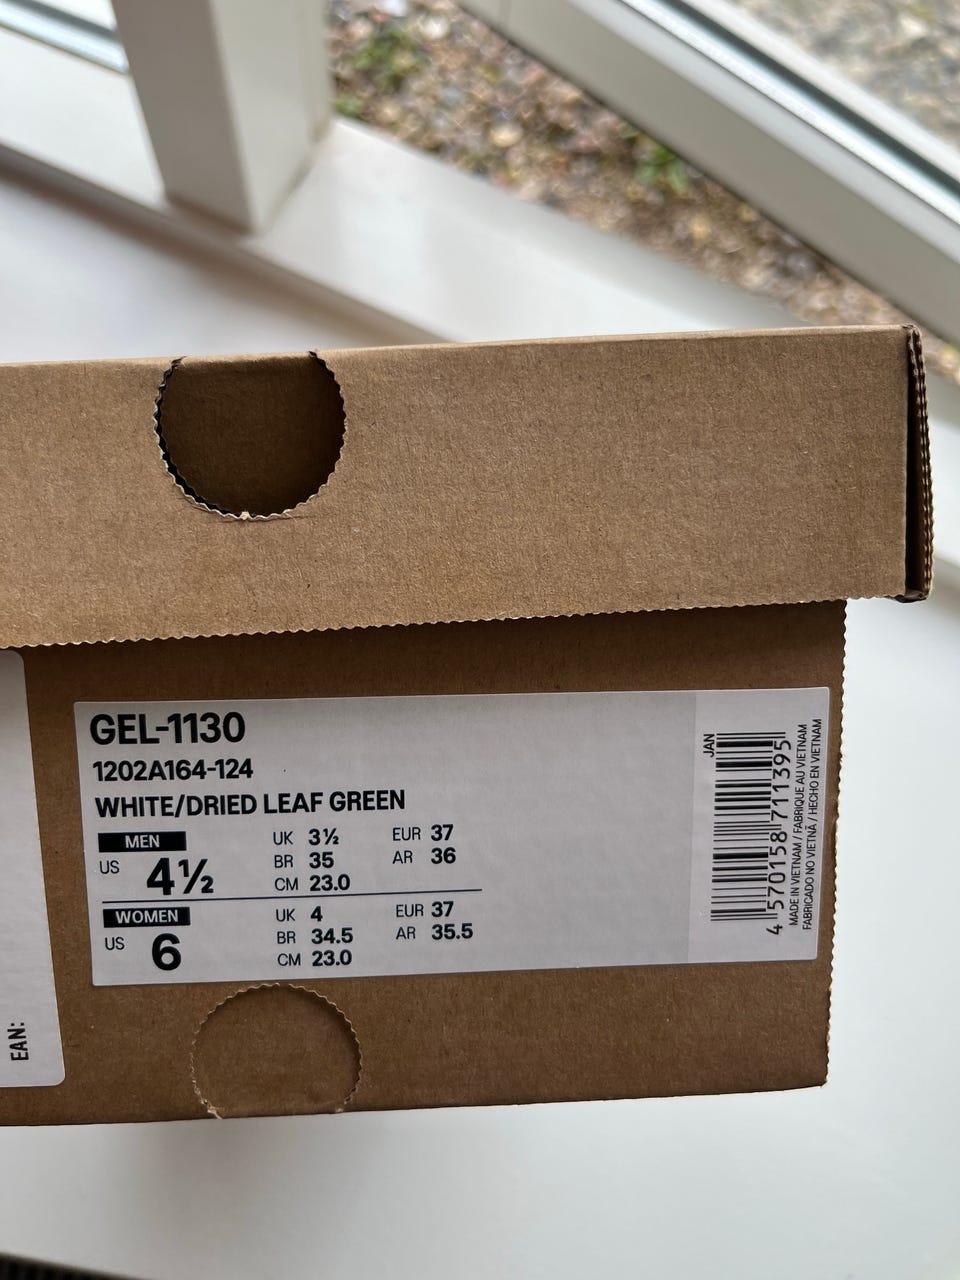 GEL-1130
1202A164-124
WHITE/DRIED LEAF GREEN
MEN
US 4½
UK 3½
BR 35
CM 23.0
EUR 37
AR 36
WOMEN
US 6
UK 4
BR 34.5
CM 23.0
EUR 37
AR 35.5
JAN
4 570158 711395
MADE IN VIETNAM / FABRIQUÉ AU VIETNAM
FABRICADO NO VIETNÃ / HECHO EN VIETNAM
EAN: